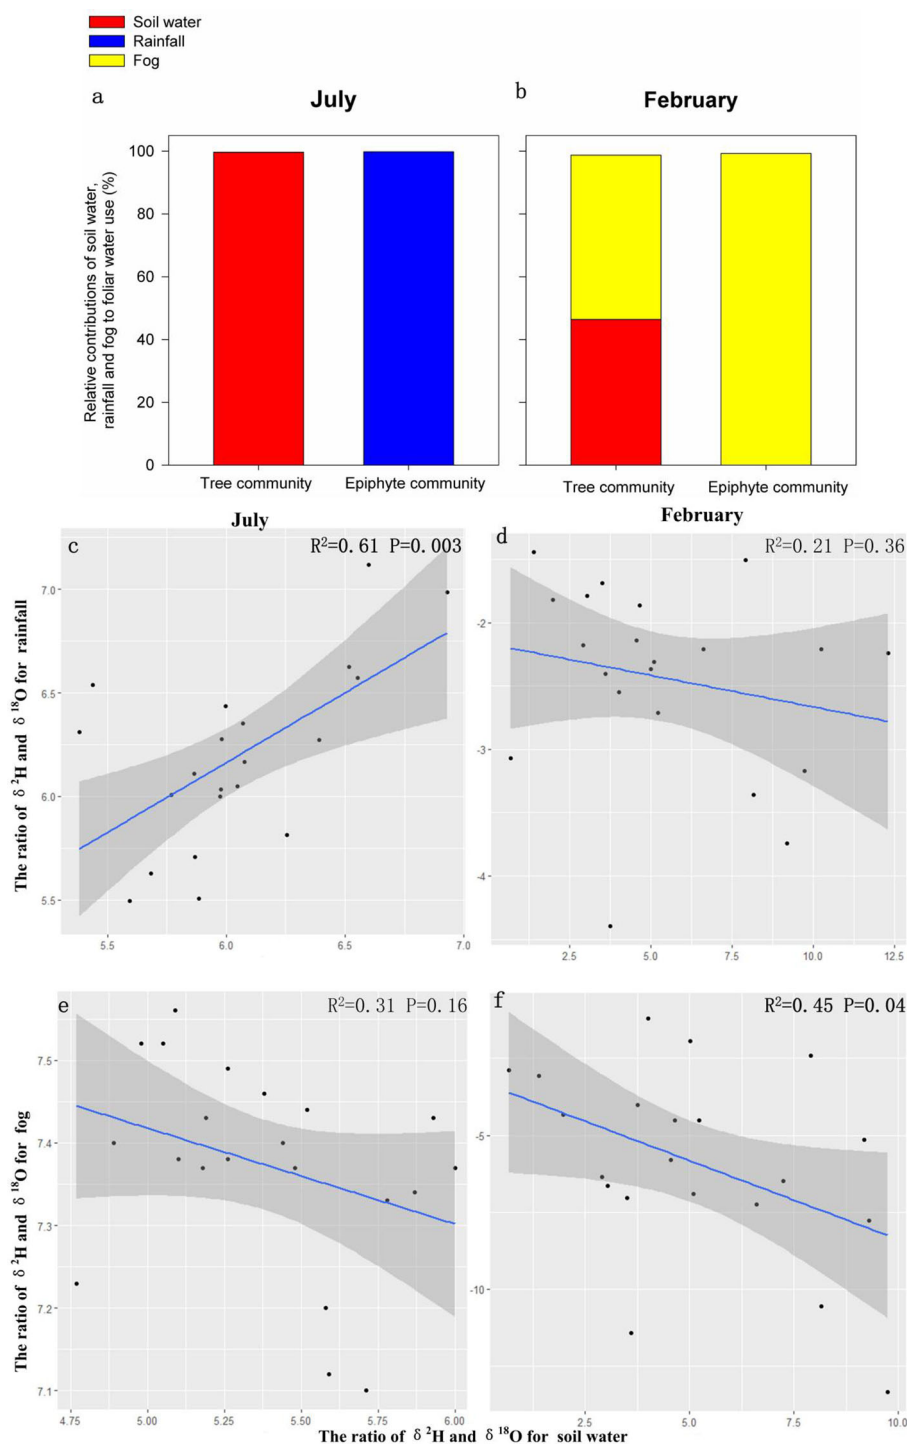 Soil water
Rainfall
Fog
a
July
b
February
Relative contributions of soil water,
rainfall and fog to foliar water use (%)
100
80
60
40
20
0
Tree community
Epiphyte community
Tree community
Epiphyte community
July
February
c
R²=0.61 P=0.003
d
R²=0.21 P=0.36
The ratio of δ ²H and δ ¹⁸O for rainfall
7.0
6.5
6.0
5.5
5.5
6.0
6.5
7.0
-2
-3
-4
2.5
5.0
7.5
10.0
12.5
e
R²=0.31 P=0.16
f
R²=0.45 P=0.04
The ratio of δ ²H and δ ¹⁸O for fog
7.5
7.4
7.3
7.2
7.1
4.75
5.00
5.25
5.50
5.75
6.00
-5
-10
2.5
5.0
7.5
10.0
The ratio of δ ²H and δ ¹⁸O for soil water